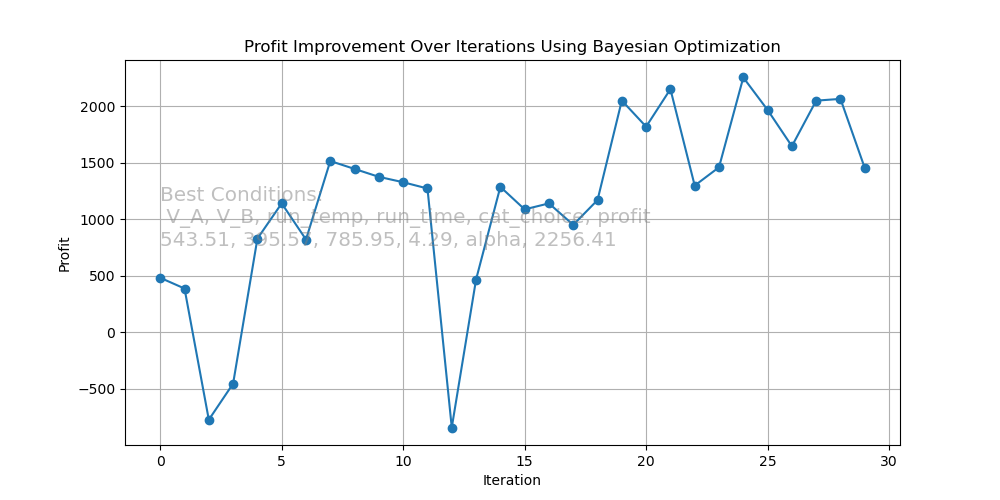 Profit Improvement Over Iterations Using Bayesian Optimization
Profit
2000
1500
1000
500
0
−500
Best Conditions
V_A, V_B, run_temp, run_time, cat_choice, profit
543.51, 785.95, 4.29, alpha, 2256.41
0 5 10 15 20 25 30
Iteration